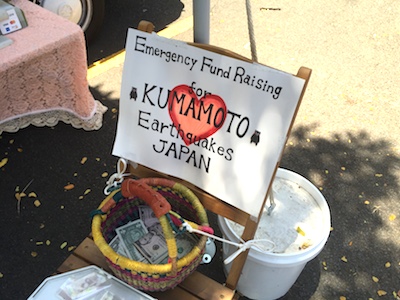 Emergency Fund Raising
for
KUMAMOTO
Earthquakes
JAPAN